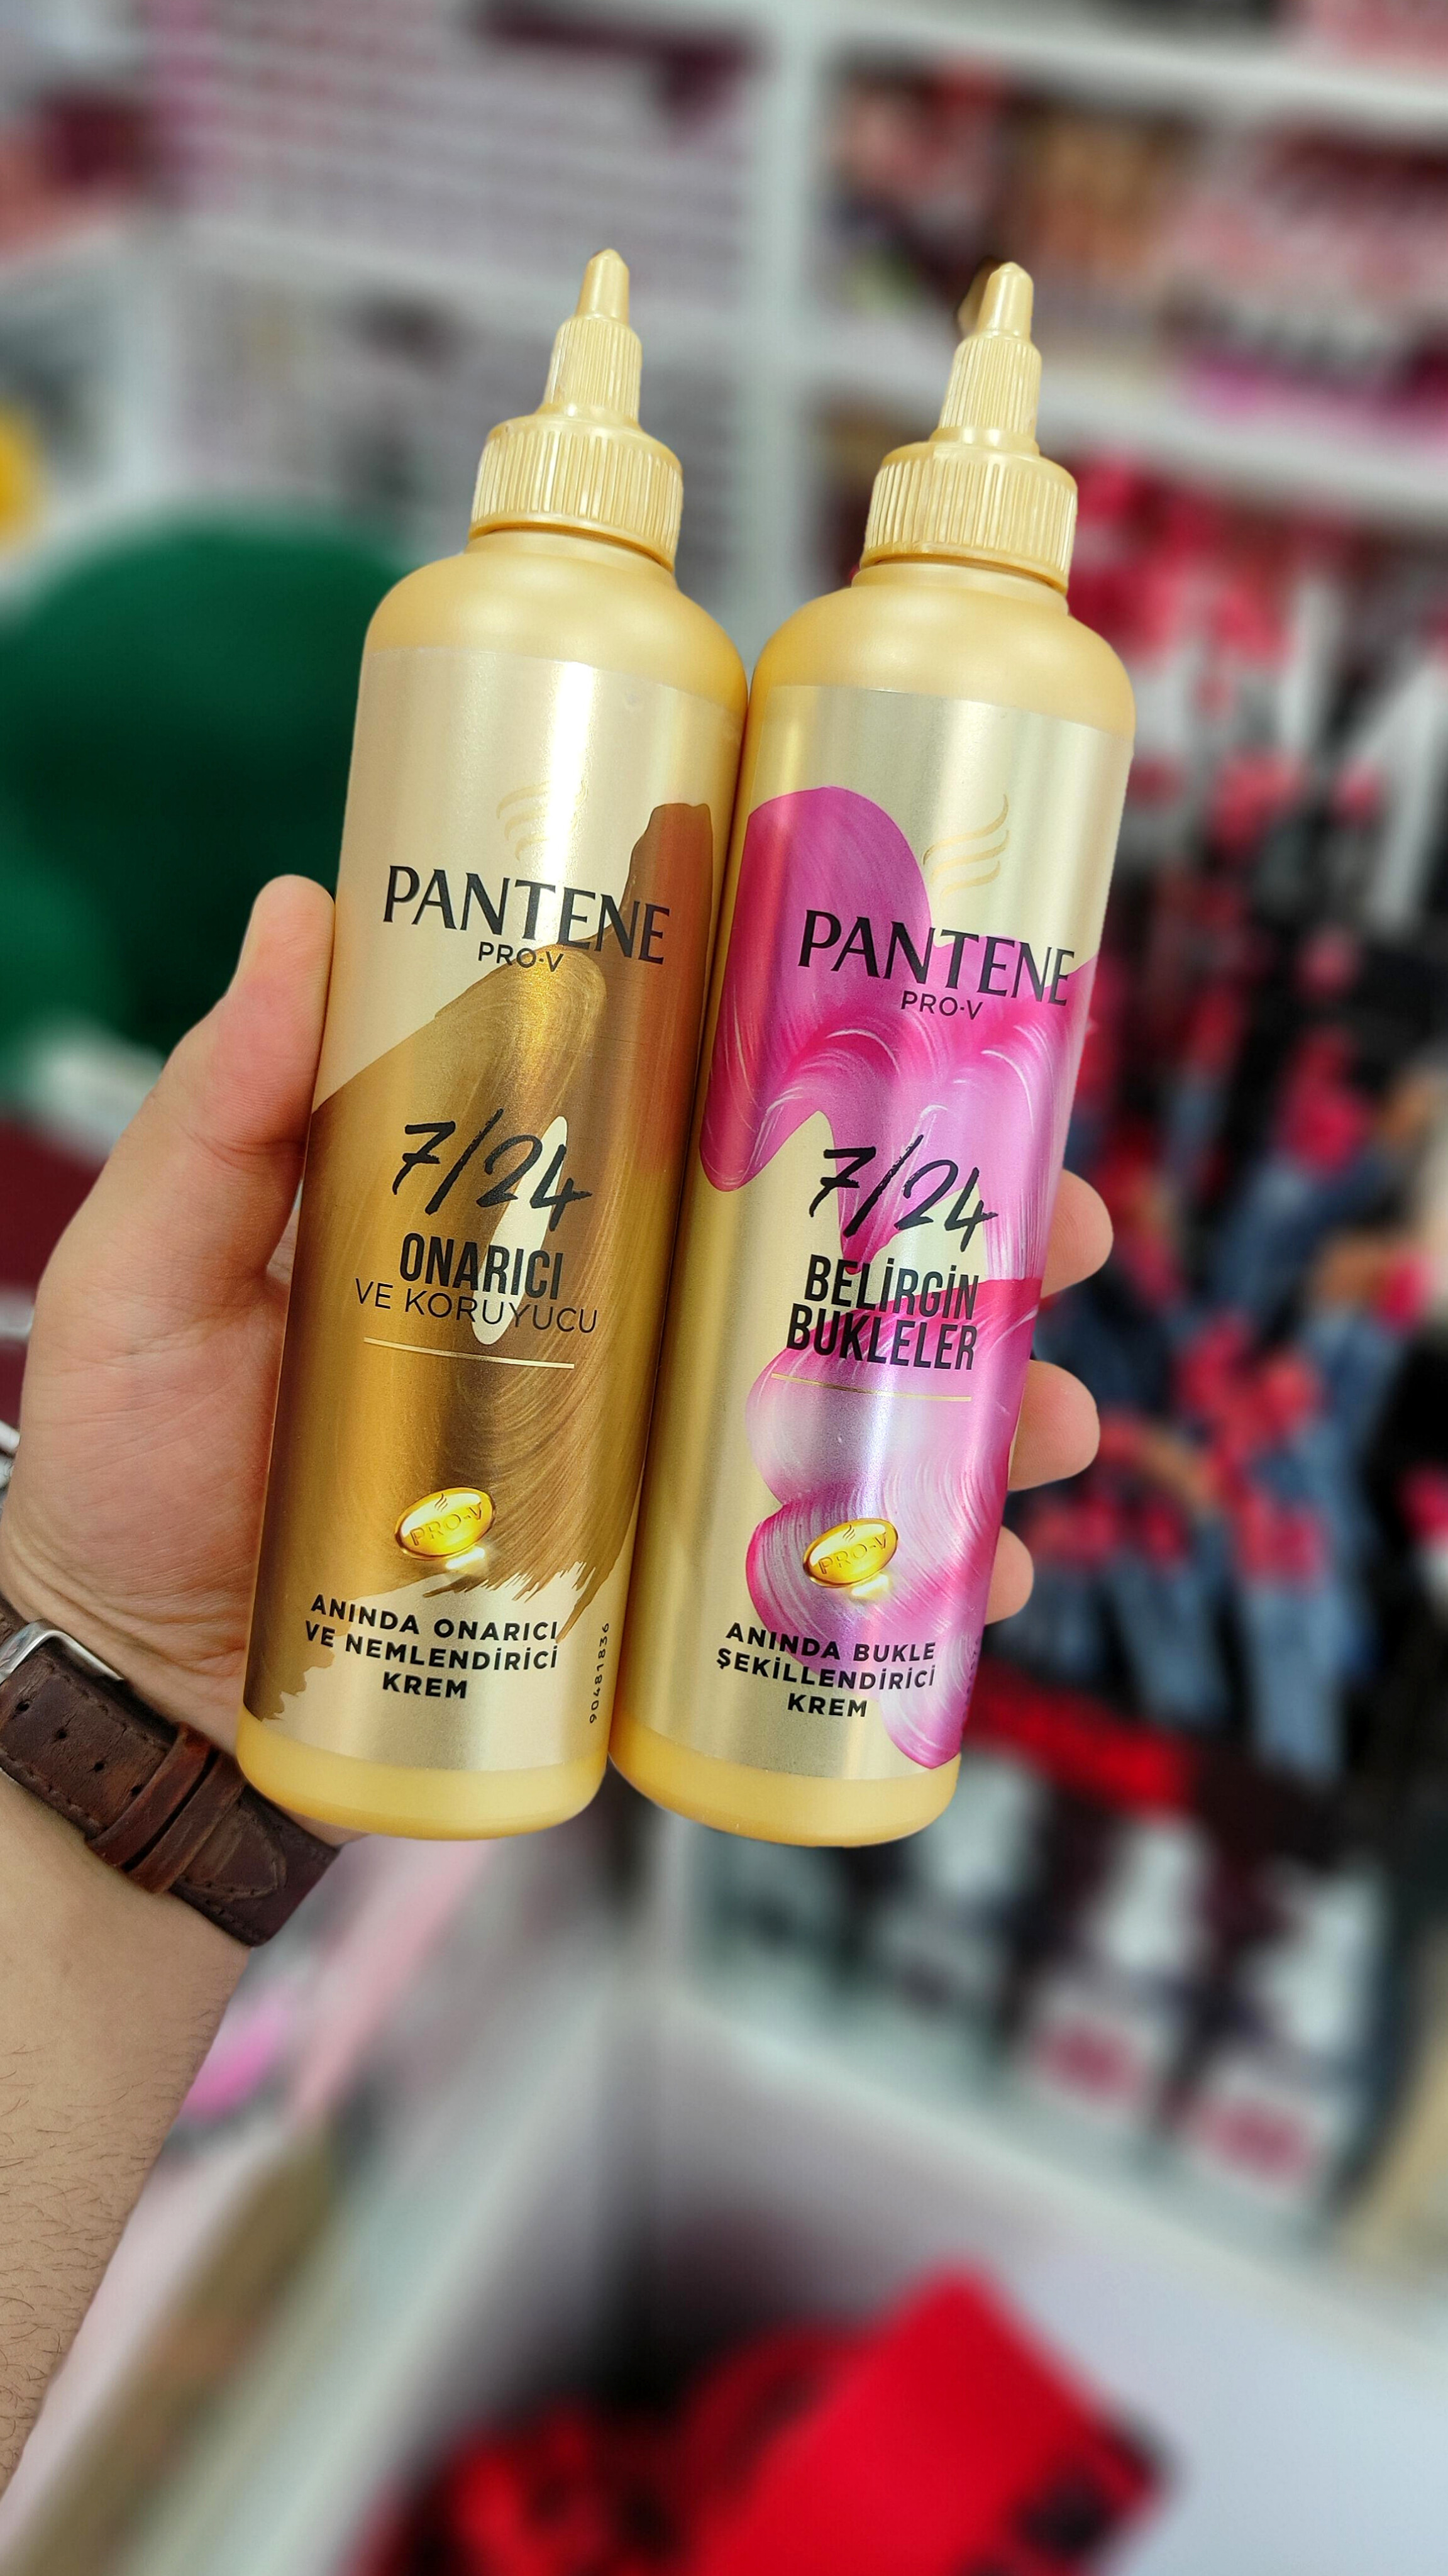 PANTENE
PRO-V
7/24
ONARICI
VE KORUYUCU
PRO-V
ANINDA ONARICI
VE NEMLENDİRİCİ
KREM
90481836
PANTENE
PRO-V
7/24
BELİRGİN
BUKLELER
PRO-V
ANINDA BUKLE
ŞEKİLLENDİRİCİ
KREM